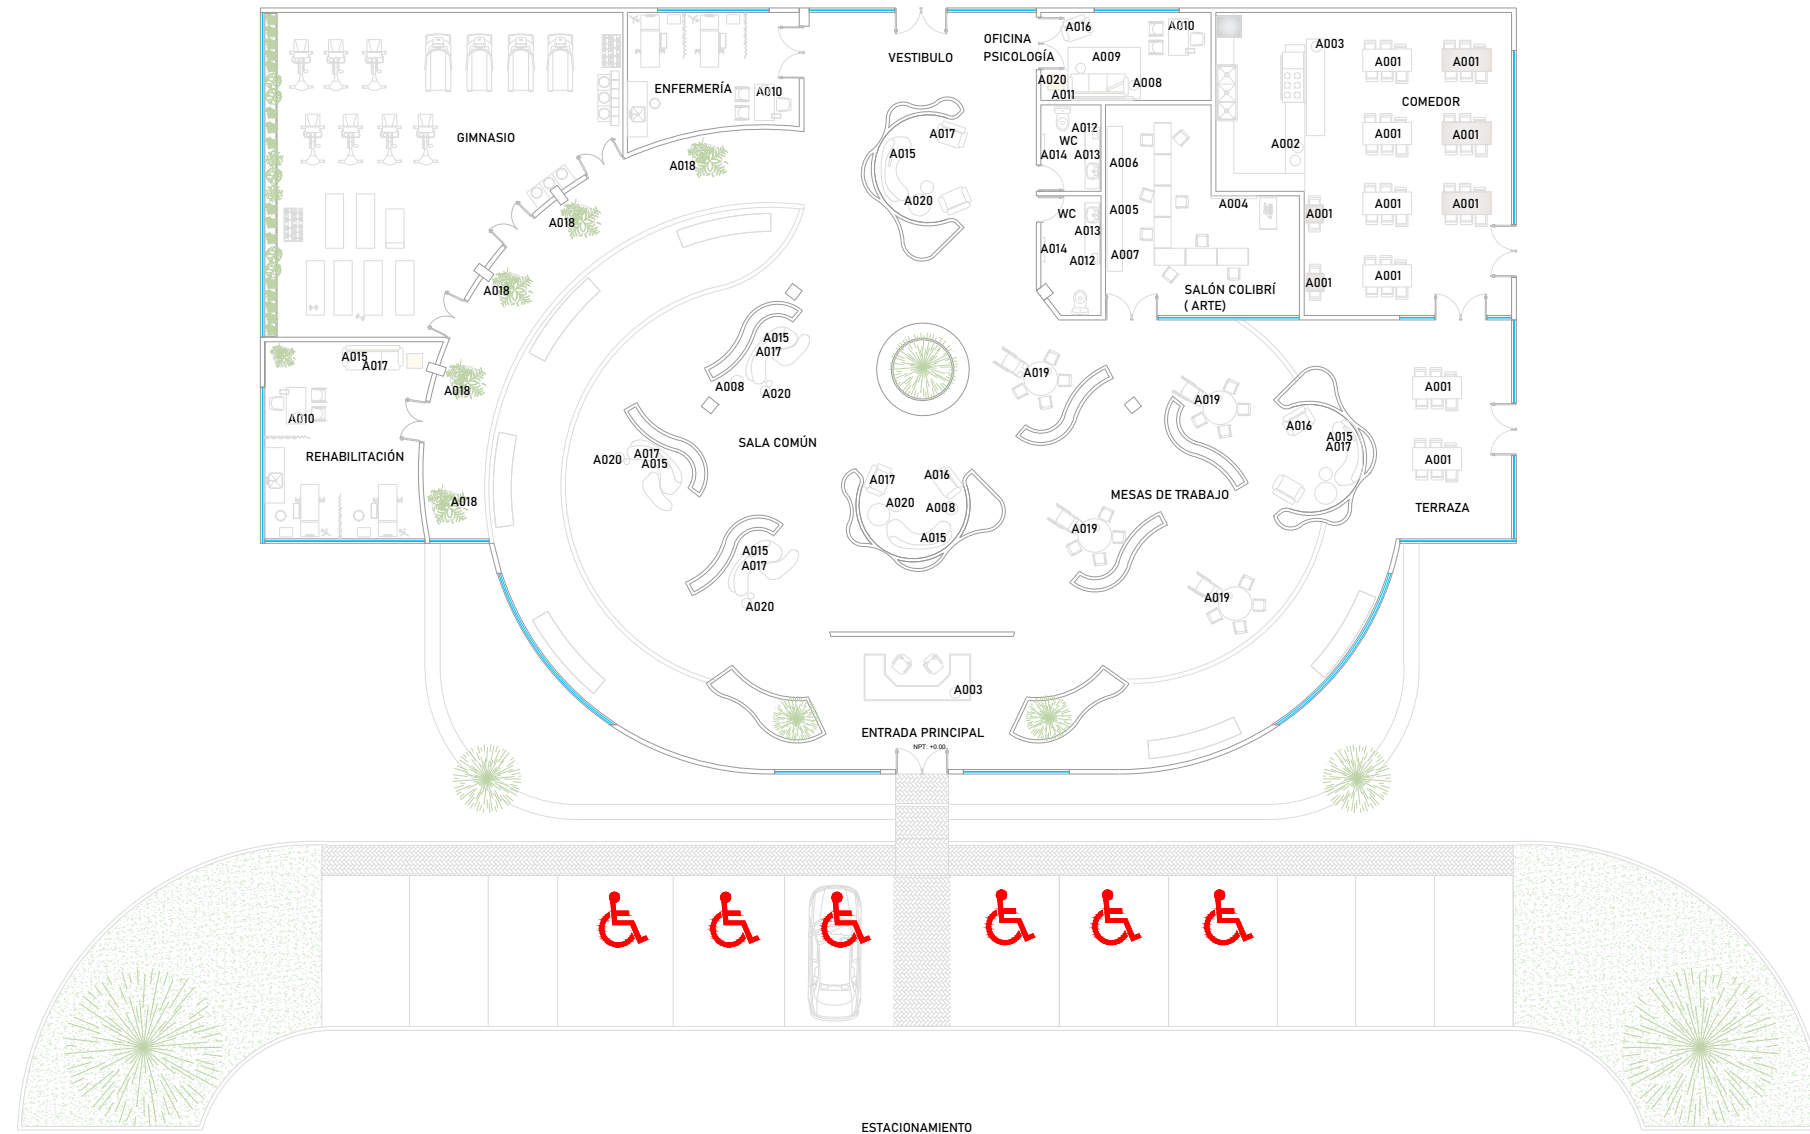 A016
A010
OFICINA
PSICOLOGÍA
A003
VESTIBULO
A009
A001
A001
ENFERMERÍA
A010
A020
A008
A011
COMEDOR
GIMNASIO
A017
A012
WC
A001
A001
A015
A014
A013
A006
A002
A018
A020
WC
A005
A004
A001
A001
A001
A018
A013
A014
A012
A007
A001
A001
A018
SALÓN COLIBRÍ
( ARTE)
A015
A017
A015
A017
A008
A020
A019
A018
A019
A001
A010
A016
SALA COMÚN
A015
A017
REHABILITACIÓN
A020
A017
A015
A001
A017
A016
MESAS DE TRABAJO
A018
A020
A008
TERRAZA
A019
A015
A015
A017
A020
A019
A003
ENTRADA PRINCIPAL
NPT: +0.00
ESTACIONAMIENTO